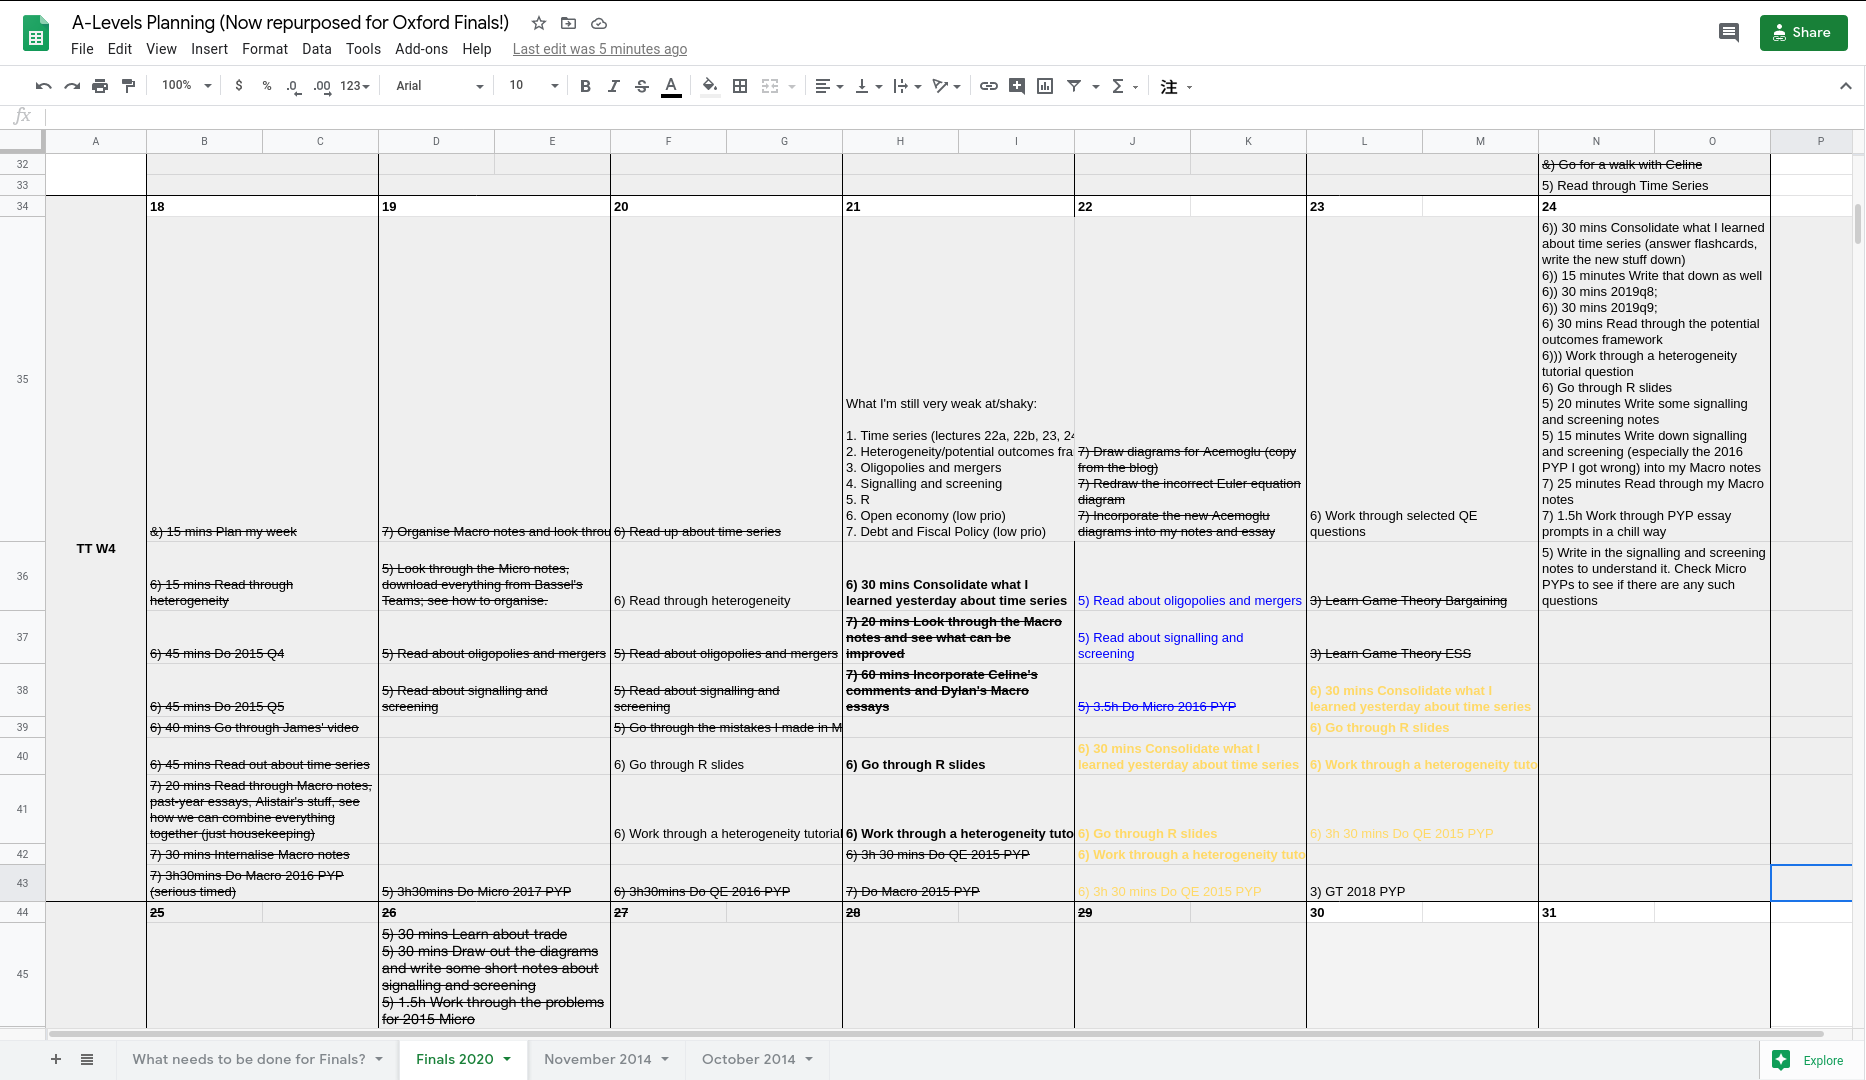 A-Levels Planning (Now repurposed for Oxford Finals!)
File Edit View Insert Format Data Tools Add-ons Help Last edit was 5 minutes ago
Share
100% $ % .0 .00 123 Arial 10 B I S A 注
fx
A B C D E F G H I J K L M N O P
32
&) Go for a walk with Celine
33
5) Read through Time Series
34
18 19 20 21 22 23 24
35
TT W4
&) 15 mins Plan my week
7) Organise Macro notes and look throu
6) Read up about time series
What I'm still very weak at/shaky:
1. Time series (lectures 22a, 22b, 23, 24
2. Heterogeneity/potential outcomes fra
3. Oligopolies and mergers
4. Signalling and screening
5. R
6. Open economy (low prio)
7. Debt and Fiscal Policy (low prio)
7) Draw diagrams for Acemoglu (copy
from the blog)
7) Redraw the incorrect Euler equation
diagram
7) Incorporate the new Acemoglu
diagrams into my notes and essay
6) Work through selected QE
questions
6)) 30 mins Consolidate what I learned
about time series (answer flashcards,
write the new stuff down)
6)) 15 minutes Write that down as well
6)) 30 mins 2019q8;
6)) 30 mins 2019q9;
6) 30 mins Read through the potential
outcomes framework
6))) Work through a heterogeneity
tutorial question
6) Go through R slides
5) 20 minutes Write some signalling
and screening notes
5) 15 minutes Write down signalling
and screening (especially the 2016
PYP I got wrong) into my Macro notes
7) 25 minutes Read through my Macro
notes
7) 1.5h Work through PYP essay
prompts in a chill way
36
6) 15 mins Read through
heterogeneity
5) Look through the Micro notes,
download everything from Bassel's
Teams; see how to organise.
6) Read through heterogeneity
6) 30 mins Consolidate what I
learned yesterday about time series
5) Read about oligopolies and mergers
3) Learn Game Theory Bargaining
5) Write in the signalling and screening
notes to understand it. Check Micro
PYPs to see if there are any such
questions
37
6) 45 mins Do 2015 Q4
5) Read about oligopolies and mergers
5) Read about oligopolies and mergers
7) 20 mins Look through the Macro
notes and see what can be
improved
5) Read about signalling and
screening
3) Learn Game Theory ESS
38
6) 45 mins Do 2015 Q5
5) Read about signalling and
screening
5) Read about signalling and
screening
7) 60 mins Incorporate Celine's
comments and Dylan's Macro
essays
5) 3.5h Do Micro 2016 PYP
6) 30 mins Consolidate what I
learned yesterday about time series
39
6) 40 mins Go through James' video
5) Go through the mistakes I made in M
6) Go through R slides
40
6) 45 mins Read out about time series
6) Go through R slides
6) Go through R slides
6) 30 mins Consolidate what I
learned yesterday about time series
6) Work through a heterogeneity tuto
41
7) 20 mins Read through Macro notes,
past-year essays, Alistair's stuff, see
how we can combine everything
together (just housekeeping)
6) Work through a heterogeneity tutorial
6) Work through a heterogeneity tuto
6) Go through R slides
6) 3h 30 mins Do QE 2015 PYP
42
7) 30 mins Internalise Macro notes
6) 3h 30 mins Do QE 2015 PYP
6) Work through a heterogeneity tuto
43
7) 3h30mins Do Macro 2016 PYP
(serious timed)
5) 3h30mins Do Micro 2017 PYP
6) 3h30mins Do QE 2016 PYP
7) Do Macro 2015 PYP
6) 3h 30 mins Do QE 2015 PYP
3) GT 2018 PYP
44
25 26 27 28 29 30 31
45
5) 30 mins Learn about trade
5) 30 mins Draw out the diagrams
and write some short notes about
signalling and screening
5) 1.5h Work through the problems
for 2015 Micro
What needs to be done for Finals? Finals 2020 November 2014 October 2014 Explore